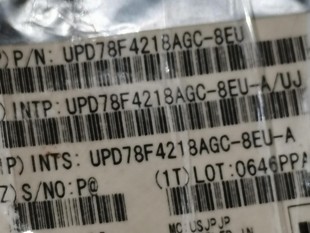 ) P/N: UPD78F4218AGC-8EU
) INTP: UPD78F4218AGC-8EU-A/UJ
P) INTS: UPD78F4218AGC-8EU-A
Z) S/NO:P@ (1T) LOT: 0646PPA
MC: USJPJP